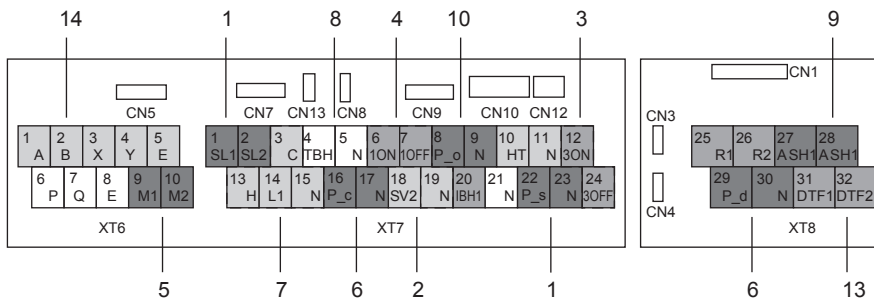 14 1 8 4 10 3 9
CN5 CN7 CN13 CN8 CN9 CN10 CN12 CN1
CN3
1 A 2 B 3 X 4 Y 5 E 1 SL1 2 SL2 3 C 4 TBH 5 N 6 1ON 7 1OFF 8 P_o 9 N 10 HT 11 N 12 3ON 25 R1 26 R2 27 ASH1 28 ASH1
6 P 7 Q 8 E 9 M1 10 M2 13 H 14 L1 15 N 16 P_c 17 N 18 SV2 19 N 20 IBH1 21 N 22 P_s 23 N 24 3OFF 29 P_d 30 N 31 DTF1 32 DTF2
CN4
XT6 XT7 XT8
5 7 6 2 1 6 13